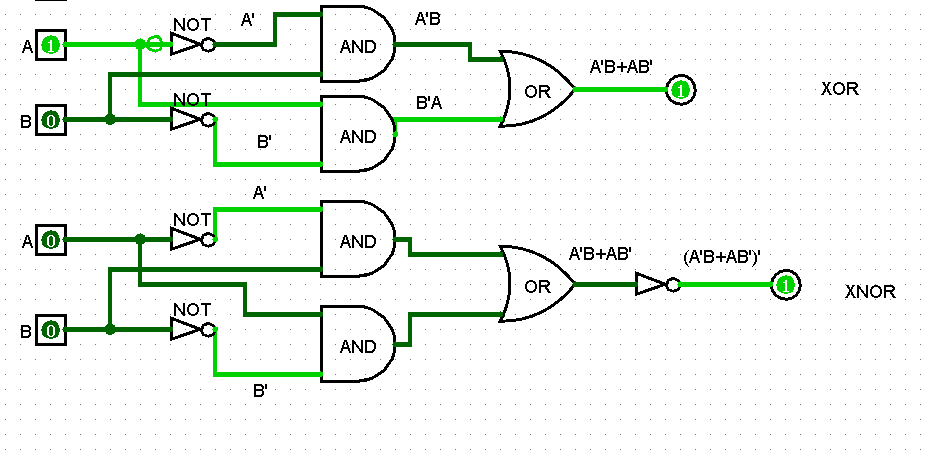 NOT
A'
A'B
A
1
AND
A'B+AB'
OR
1
XOR
NOT
B'A
B
0
B'
AND
A'
NOT
A
0
AND
A'B+AB'
(A'B+AB')'
OR
1
XNOR
NOT
B
0
AND
B'